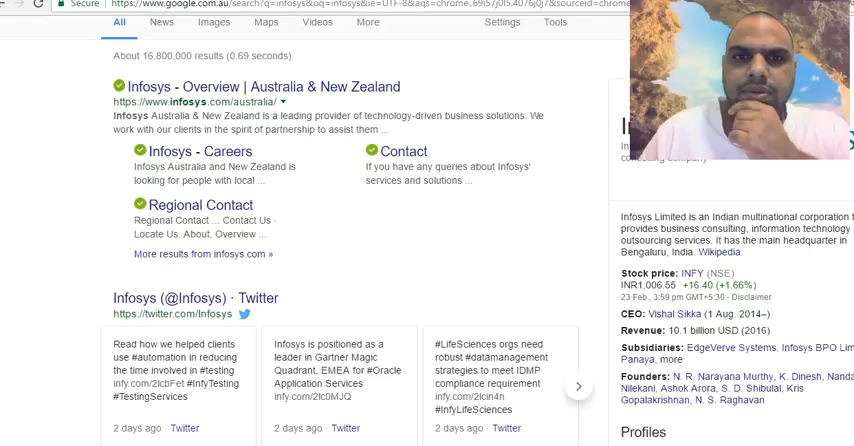 Secure https://www.google.com.au/search?q=infosys&oq=infosys&ie=UTF-8&aqs=chrome..69i57j0l5.4076j0j7&sourceid=chrome
All News Images Maps Videos More Settings Tools
About 16,800,000 results (0.69 seconds)
Infosys - Overview | Australia & New Zealand
https://www.infosys.com/australia/
Infosys Australia & New Zealand is a leading provider of technology-driven business solutions. We
work with our clients in the spirit of partnership to assist them ...
Infosys - Careers
Infosys Australia and New Zealand is
looking for people with local ...
Contact
If you have any queries about Infosys'
services and solutions ...
Regional Contact
Regional Contact ... Contact Us ·
Locate Us. About. Overview ...
More results from infosys.com »
Infosys (@Infosys) · Twitter
https://twitter.com/Infosys
Read how we helped clients
use #automation in reducing
the time involved in #testing
infy.com/2lcbFet #InfyTesting
#TestingServices
2 days ago · Twitter
Infosys is positioned as a
leader in Gartner Magic
Quadrant, EMEA for #Oracle
Application Services
infy.com/2lc0MJQ
2 days ago · Twitter
#LifeSciences orgs need
robust #datamanagement
strategies to meet IDMP
compliance requirement
infy.com/2lcin4n
#InfyLifeSciences
2 days ago · Twitter
consulting company
Infosys Limited is an Indian multinational corporation
provides business consulting, information technology
outsourcing services. It has the main headquarter in
Bengaluru, India. Wikipedia
Stock price: INFY (NSE)
INR1,006.55 +16.40 (+1.66%)
23 Feb., 3:59 pm GMT+5:30 - Disclaimer
CEO: Vishal Sikka (1 Aug. 2014–)
Revenue: 10.1 billion USD (2016)
Subsidiaries: EdgeVerve Systems, Infosys BPO Lim
Panaya, more
Founders: N. R. Narayana Murthy, K. Dinesh, Nanda
Nilekani, Ashok Arora, S. D. Shibulal, Kris
Gopalakrishnan, N. S. Raghavan
Profiles